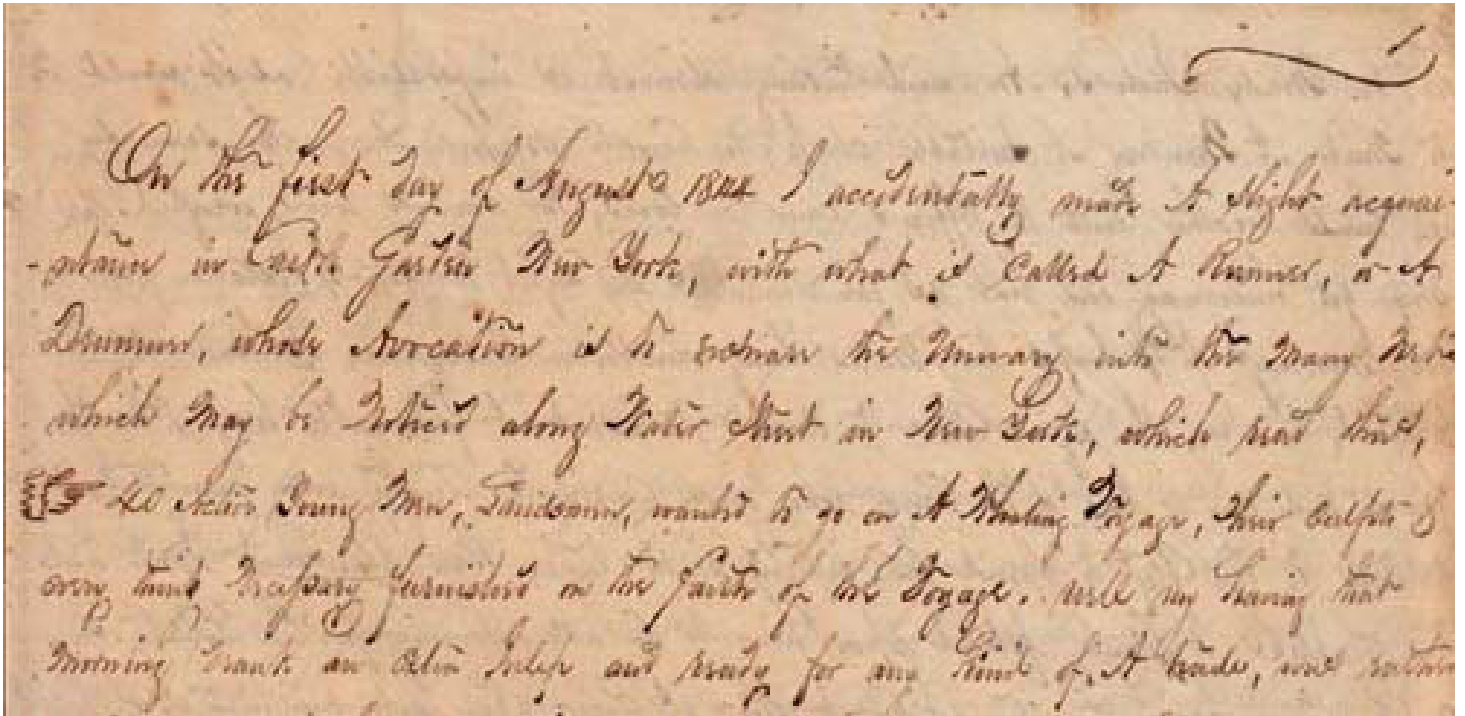 1
On the first day of August 1844 I accidentally made A slight acquai-
-ntance in Castle Garden New York, with what is Called A Runner, or A
Drummer, whose Avocation is to ensnare the Unwary into the Many
which May be Noticed along Water Street in New York, which read thus,
☞ 40 Active Young Men, Landsmen, wanted to go on A Whaling Voyage, their outfits &
every thing Necessary furnished on the faith of the Voyage. Well my having that
Morning drank an extra Julep and ready for any kind of, A trade, was